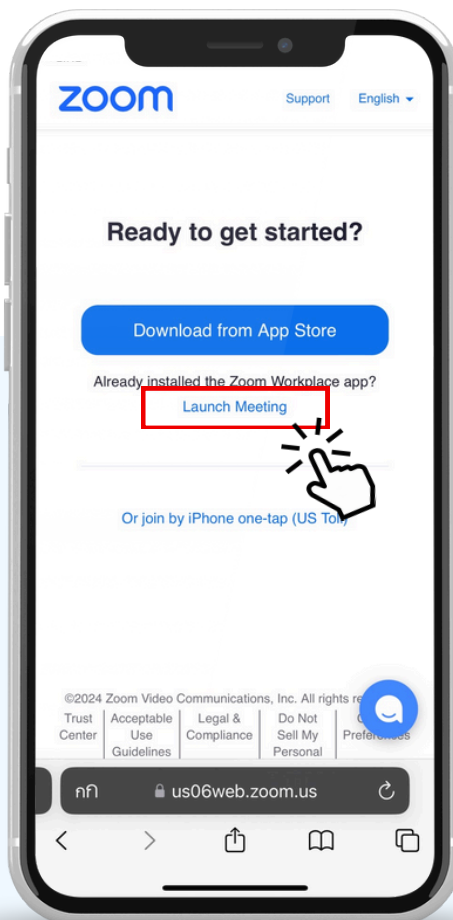 zoom
Support
English
Ready to get started?
Download from App Store
Already installed the Zoom Workplace app?
Launch Meeting
Or join by iPhone one-tap (US Toll)
©2024 Zoom Video Communications, Inc. All rights
Trust
Center
Acceptable
Use
Guidelines
Legal &
Compliance
Do Not
Sell My
Personal
Preferences
กก
us06web.zoom.us